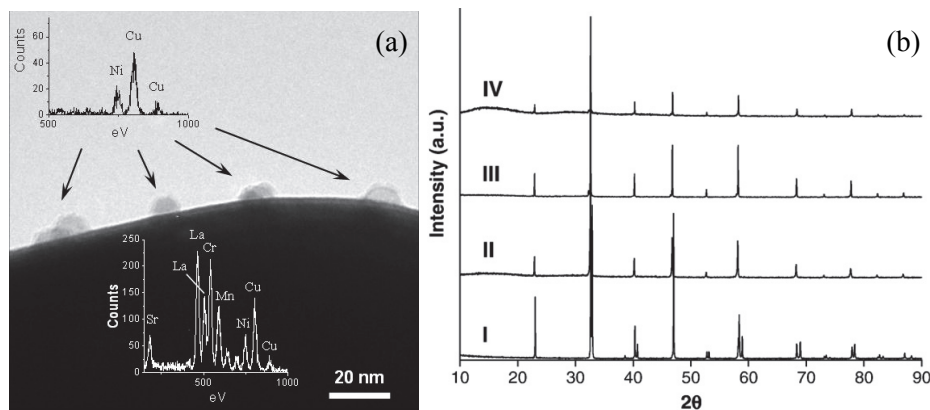 (a)
Counts
60
40
20
0
Ni
Cu
Cu
500
1000
eV
250
200
150
100
50
0
Counts
Sr
La
La
Cr
Mn
Ni
Cu
Cu
500
1000
eV
20 nm
(b)
Intensity (a.u.)
IV
III
II
I
10 20 30 40 50 60 70 80 90
2θ